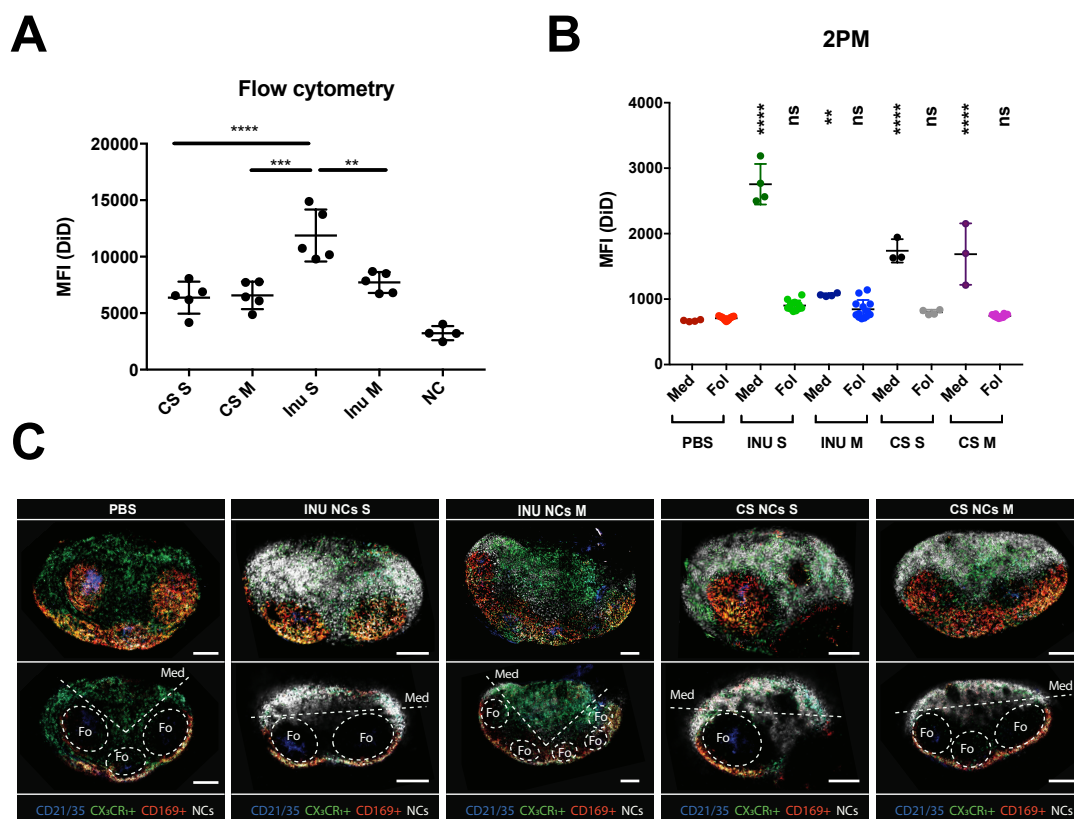 A
Flow cytometry
****
***
**
20000
15000
10000
5000
0
MFI (DiD)
CS S
CS M
Inu S
Inu M
NC
B
2PM
****
ns
**
ns
****
ns
****
ns
4000
3000
2000
1000
0
MFI (DiD)
Med
Fol
Med
Fol
Med
Fol
Med
Fol
Med
Fol
PBS
INU S
INU M
CS S
CS M
C
PBS
INU NCs S
INU NCs M
CS NCs S
CS NCs M
Med
Fo
Fo
Fo
Med
Fo
Fo
Med
Fo
Fo
Fo
Fo
Fo
Med
Fo
Med
Fo
Fo
Fo
CD21/35 CX₃CR₁+ CD169+ NCs
CD21/35 CX₃CR₁+ CD169+ NCs
CD21/35 CX₃CR₁+ CD169+ NCs
CD21/35 CX₃CR₁+ CD169+ NCs
CD21/35 CX₃CR₁+ CD169+ NCs